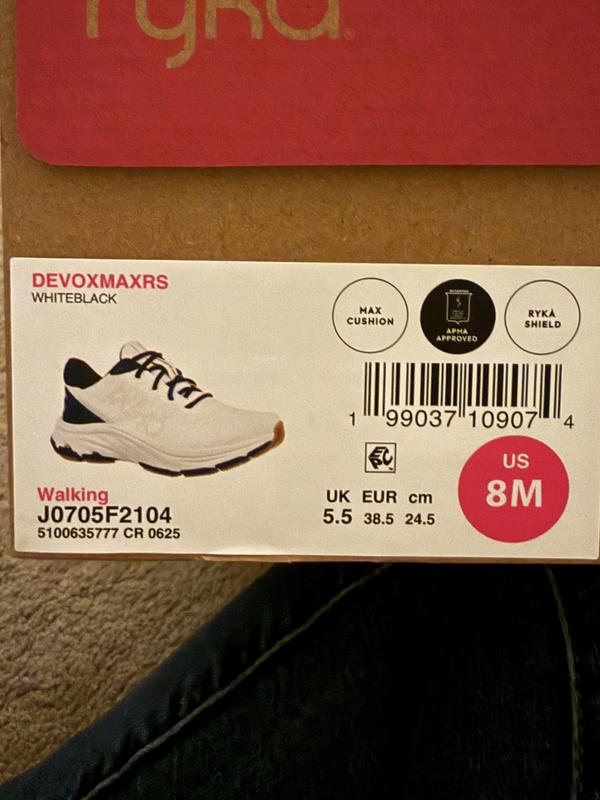 ryka
DEVOXMAXRS
WHITEBLACK
MAX
CUSHION
APMA
APPROVED
RYKÄ
SHIELD
1 99037 10907 4
US
8M
UK EUR cm
5.5 38.5 24.5
Walking
J0705F2104
5100635777 CR 0625